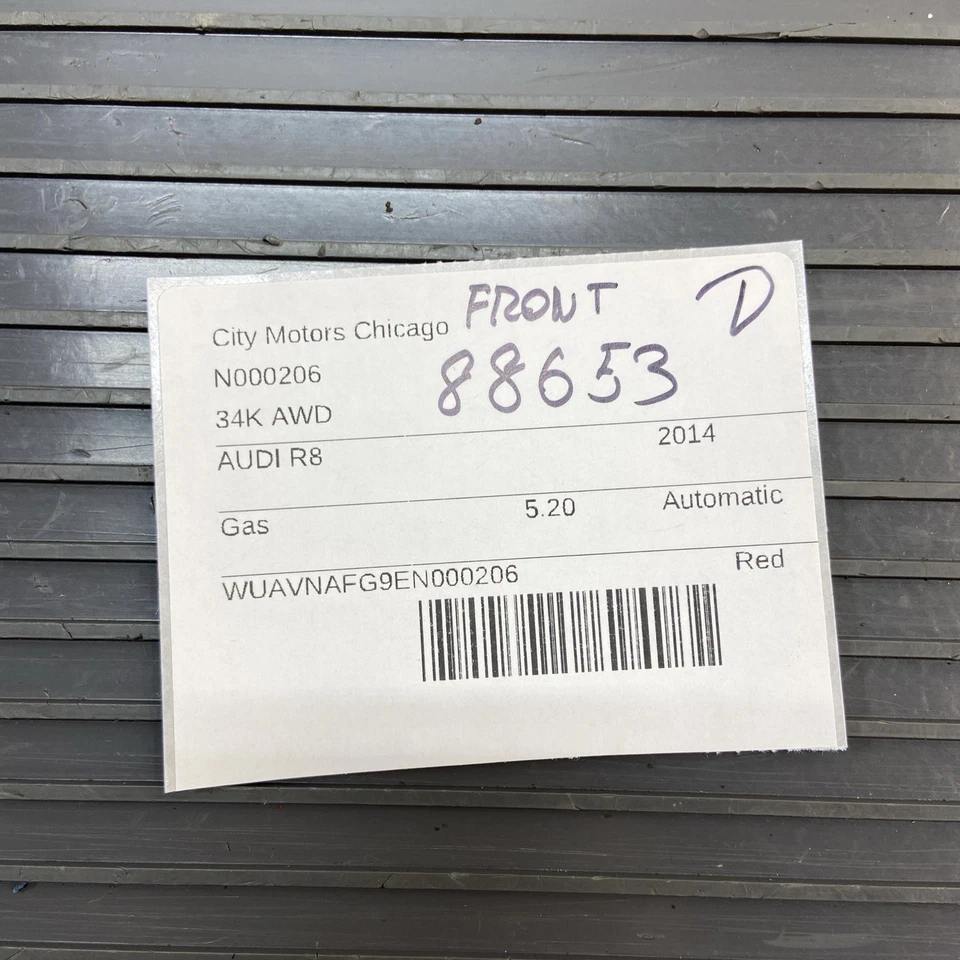 City Motors Chicago FRONT D
N000206 88653
34K AWD
AUDI R8 2014
Gas 5.20 Automatic
WUAVNAFG9EN000206 Red